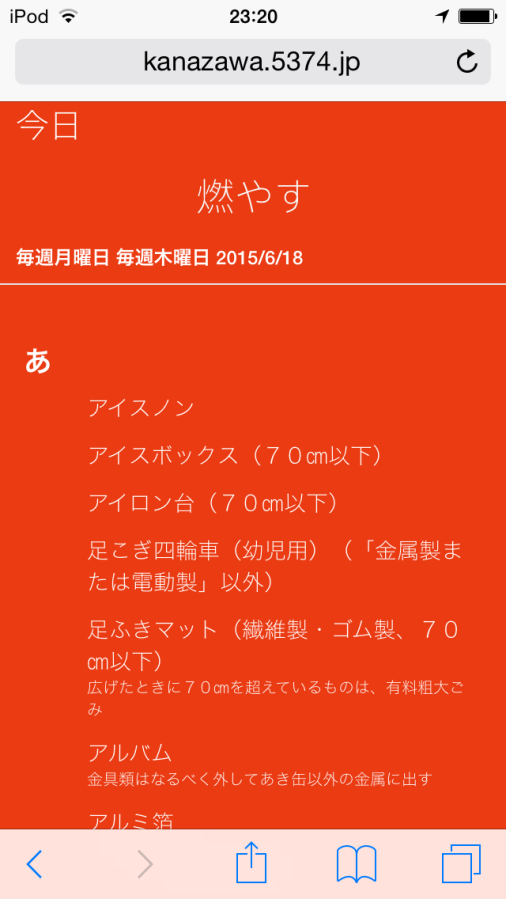 iPod 23:20
kanazawa.5374.jp
今日
燃やす
毎週月曜日 毎週木曜日 2015/6/18
あ
アイスノン
アイスボックス（７０㎝以下）
アイロン台（７０㎝以下）
足こぎ四輪車（幼児用）（「金属製ま
たは電動製」以外）
足ふきマット（繊維製・ゴム製、７０
㎝以下）
広げたときに７０㎝を超えているものは、有料粗大ご
み
アルバム
金具類はなるべく外してあき缶以外の金属に出す
アルミ箔